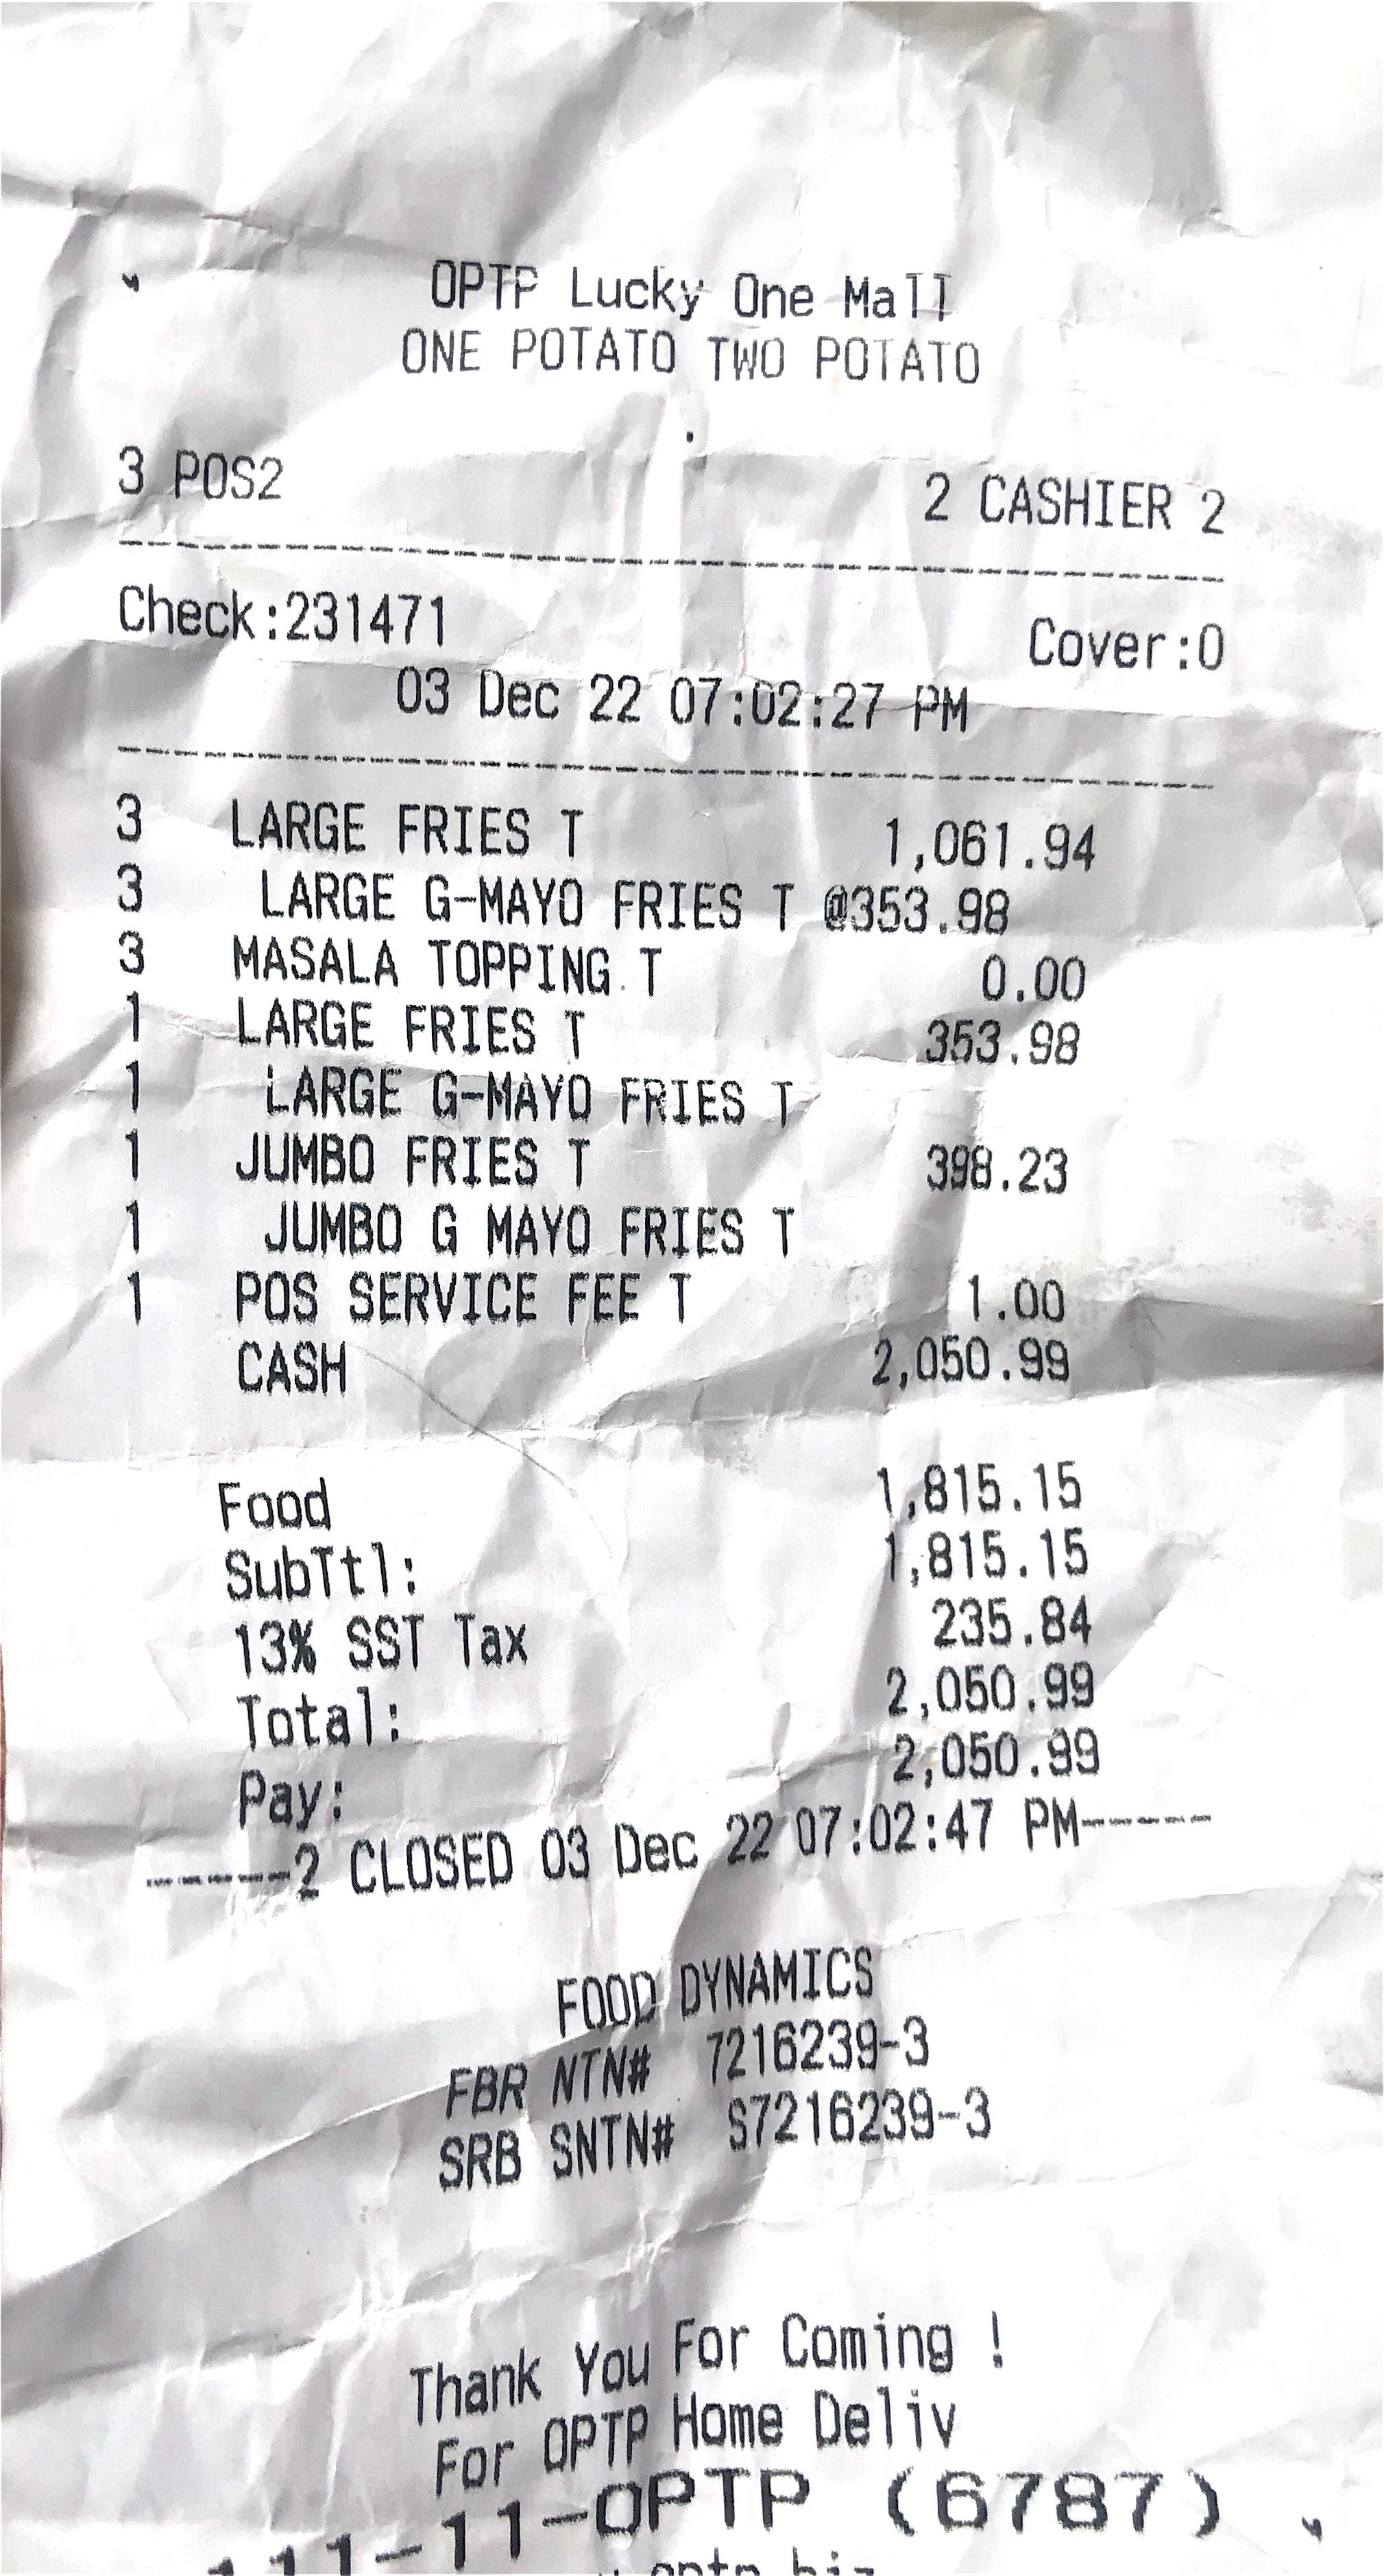 OPTP Lucky One Mall
ONE POTATO TWO POTATO
3 POS2 2 CASHIER 2
Check:231471 Cover:0
03 Dec 22 07:02:27 PM
3 LARGE FRIES T 1,061.94
3 LARGE G-MAYO FRIES T @353.98
3 MASALA TOPPING T 0.00
1 LARGE FRIES T 353.98
1 LARGE G-MAYO FRIES T
1 JUMBO FRIES T 398.23
1 JUMBO G MAYO FRIES T
1 POS SERVICE FEE T 1.00
CASH 2,050.99
Food 1,815.15
SubTtl: 1,815.15
13% SST Tax 235.84
Total: 2,050.99
Pay: 2,050.99
------2 CLOSED 03 Dec 22 07:02:47 PM------
FOOD DYNAMICS
FBR NTN# 7216239-3
SRB SNTN# S7216239-3
Thank You For Coming !
For OPTP Home Deliv
111-11-OPTP (6787)